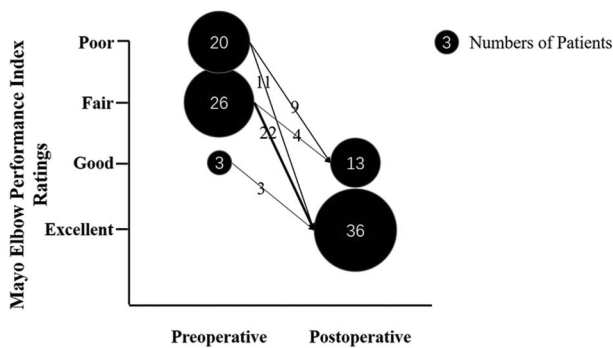 Mayo Elbow Performance Index
Ratings
Poor
Fair
Good
Excellent
20
26
3
11
9
22
4
3
13
36
Preoperative
Postoperative
3 Numbers of Patients